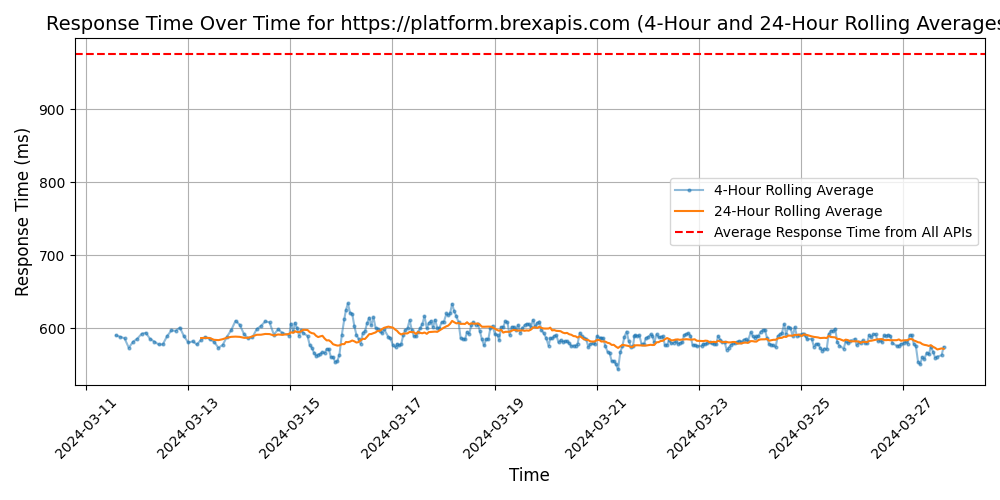 Response Time Over Time for https://platform.brexapis.com (4-Hour and 24-Hour Rolling Averages
Response Time (ms)
900
800
700
600
4-Hour Rolling Average
24-Hour Rolling Average
Average Response Time from All APIs
2024-03-11
2024-03-13
2024-03-15
2024-03-17
2024-03-19
2024-03-21
2024-03-23
2024-03-25
2024-03-27
Time